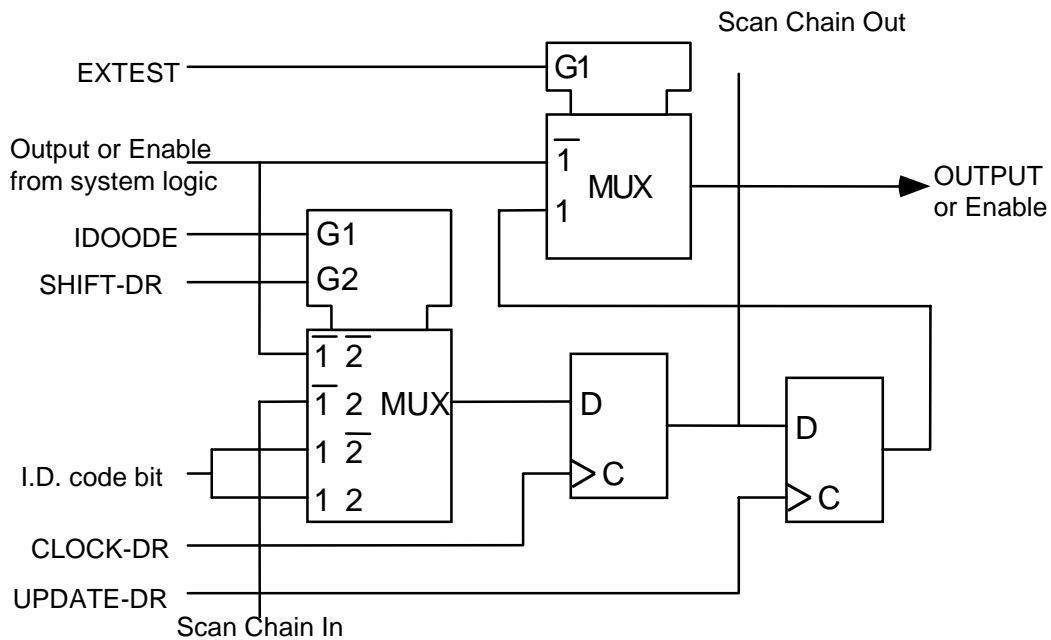 Scan Chain Out
EXTEST
G1
Output or Enable
from system logic
1
MUX
1
OUTPUT
or Enable
IDOODE
G1
SHIFT-DR
G2
1 2
1 2 MUX
D
1 2
D
I.D. code bit
C
1 2
C
CLOCK-DR
UPDATE-DR
Scan Chain In